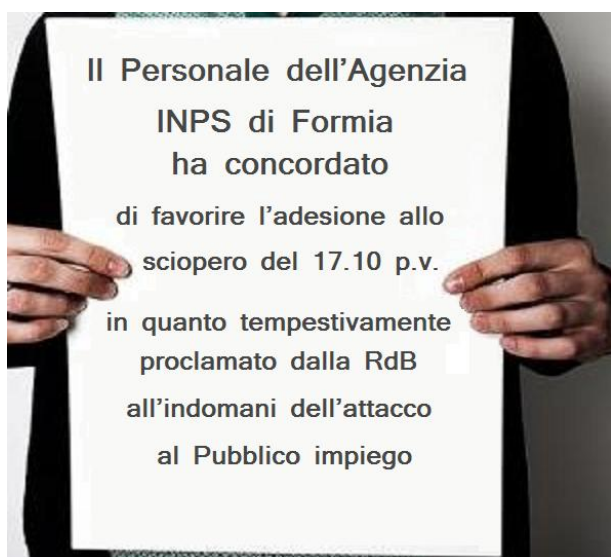 Il Personale dell'Agenzia
INPS di Formia
ha concordato
di favorire l'adesione allo
sciopero del 17.10 p.v.
in quanto tempestivamente
proclamato dalla RdB
all'indomani dell'attacco
al Pubblico impiego